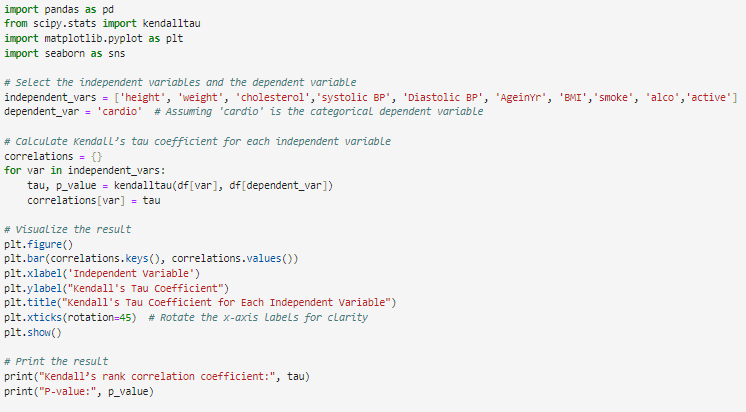 import pandas as pd
from scipy.stats import kendalltau
import matplotlib.pyplot as plt
import seaborn as sns
# Select the independent variables and the dependent variable
independent_vars = ['height', 'weight', 'cholesterol','systolic BP', 'Diastolic BP', 'AgeinYr', 'BMI','smoke', 'alco','active']
dependent_var = 'cardio'  # Assuming 'cardio' is the categorical dependent variable
# Calculate Kendall's tau coefficient for each independent variable
correlations = {}
for var in independent_vars:
    tau, p_value = kendalltau(df[var], df[dependent_var])
    correlations[var] = tau
# Visualize the result
plt.figure()
plt.bar(correlations.keys(), correlations.values())
plt.xlabel('Independent Variable')
plt.ylabel("Kendall's Tau Coefficient")
plt.title("Kendall's Tau Coefficient for Each Independent Variable")
plt.xticks(rotation=45)  # Rotate the x-axis labels for clarity
plt.show()
# Print the result
print("Kendall’s rank correlation coefficient:", tau)
print("P-value:", p_value)